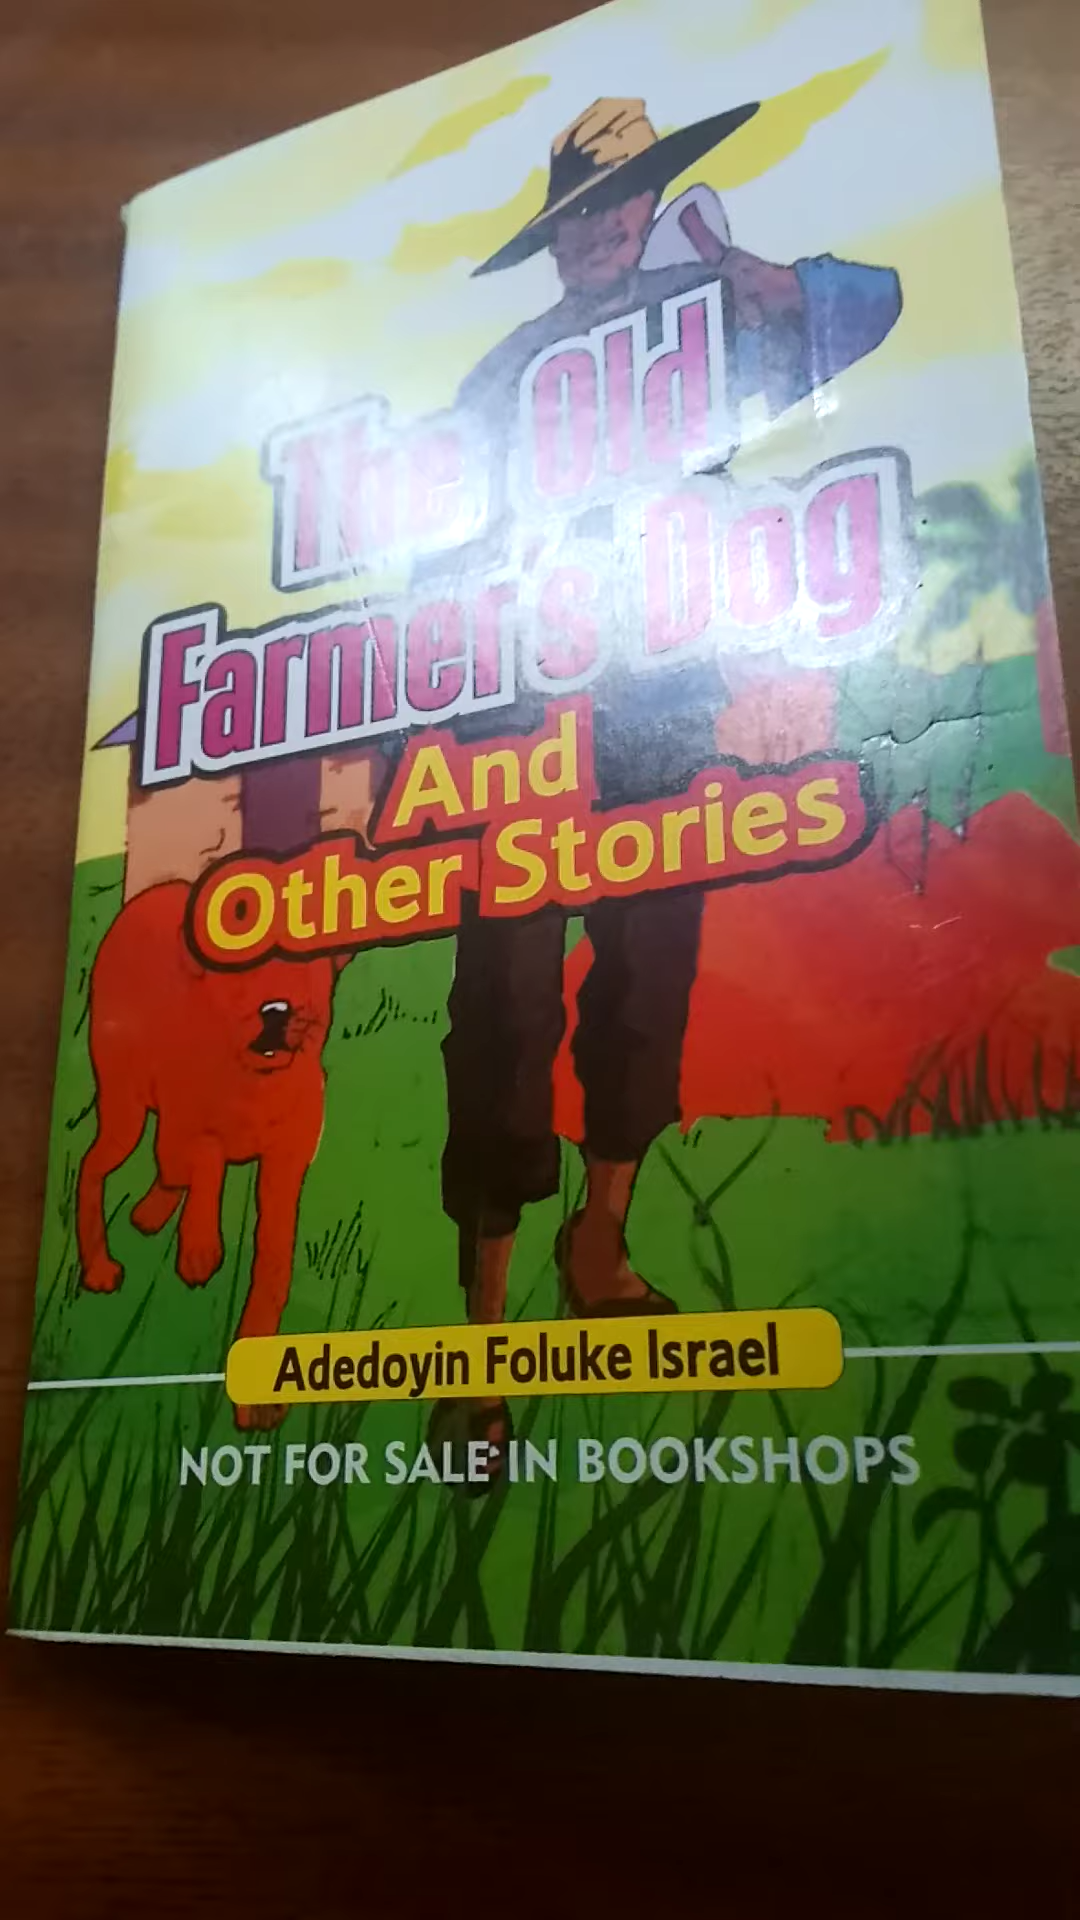 The Old
Farmer's Dog
And
Other Stories
Adedoyin Foluke Israel
NOT FOR SALE IN BOOKSHOPS